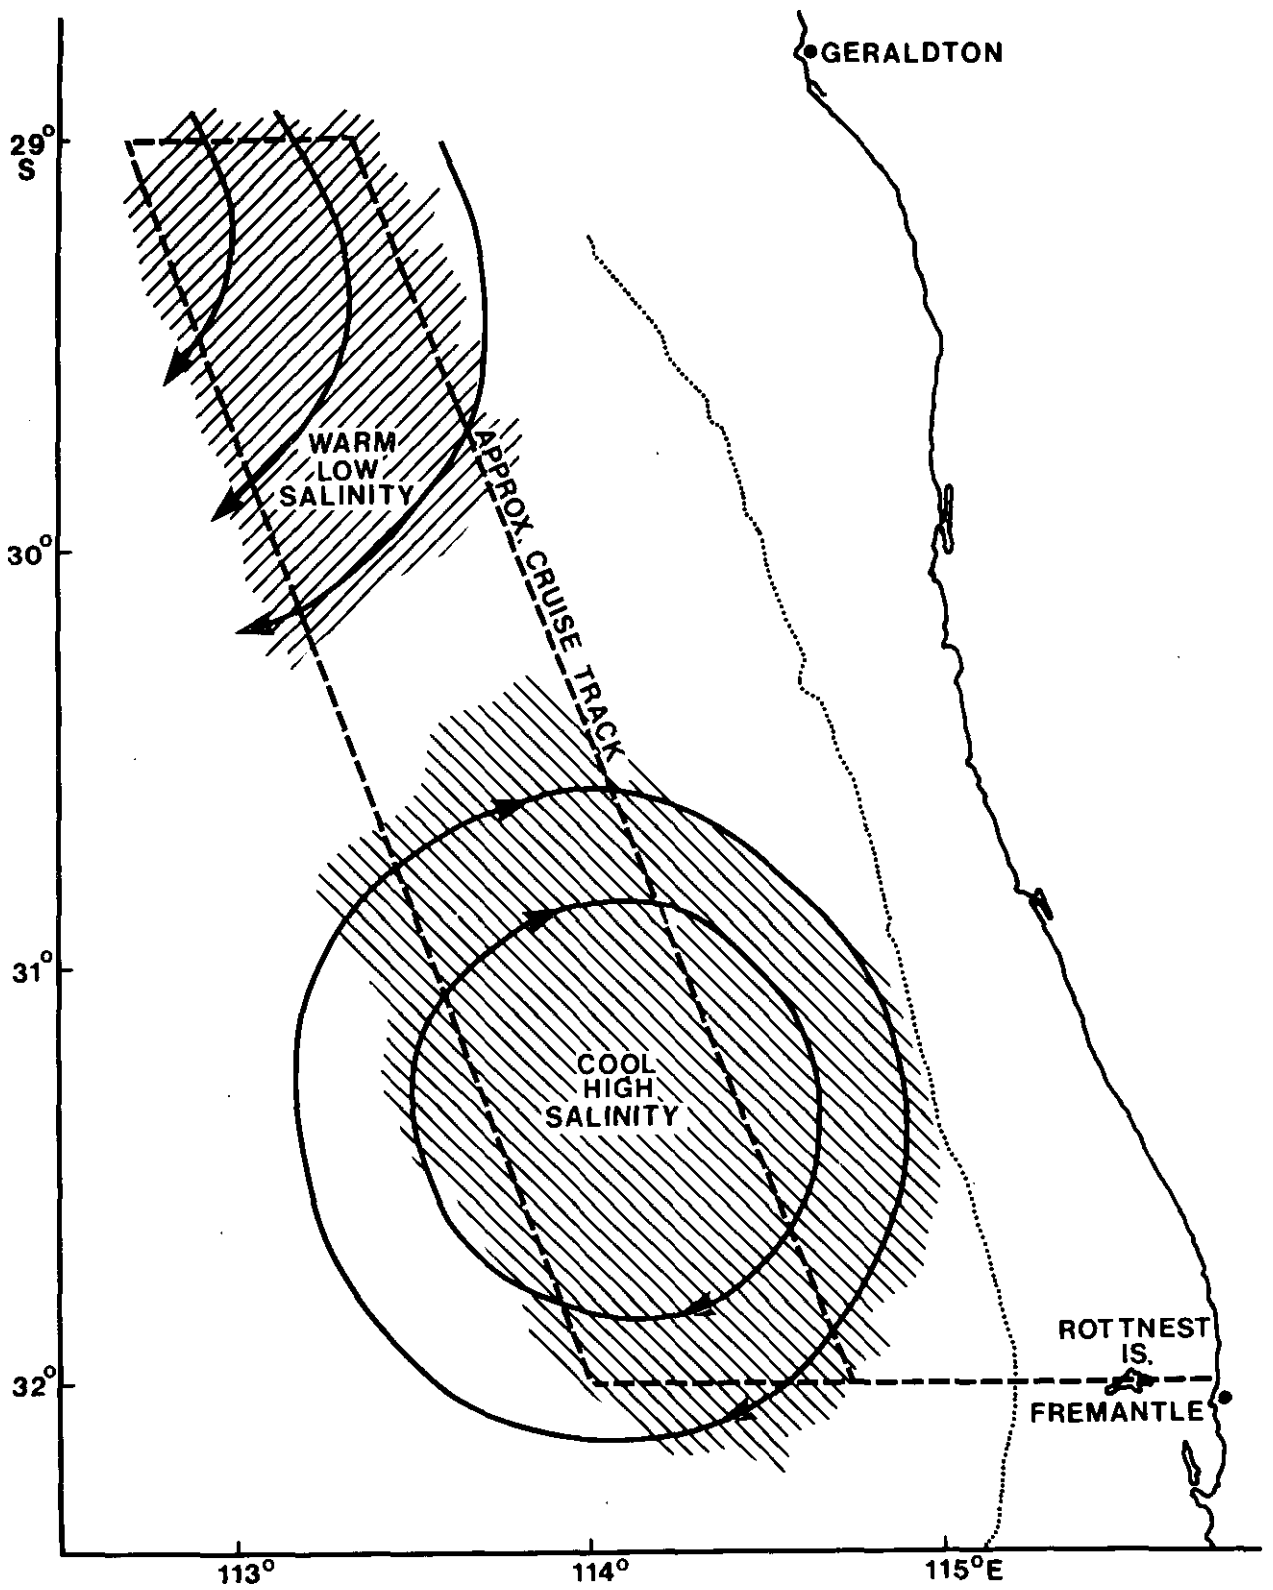 GERALDTON
29°
S
WARM
LOW
SALINITY
APPROX. CRUISE TRACK
30°
31°
COOL
HIGH
SALINITY
ROTTNEST
IS.
32°
FREMANTLE
113°
114°
115°E